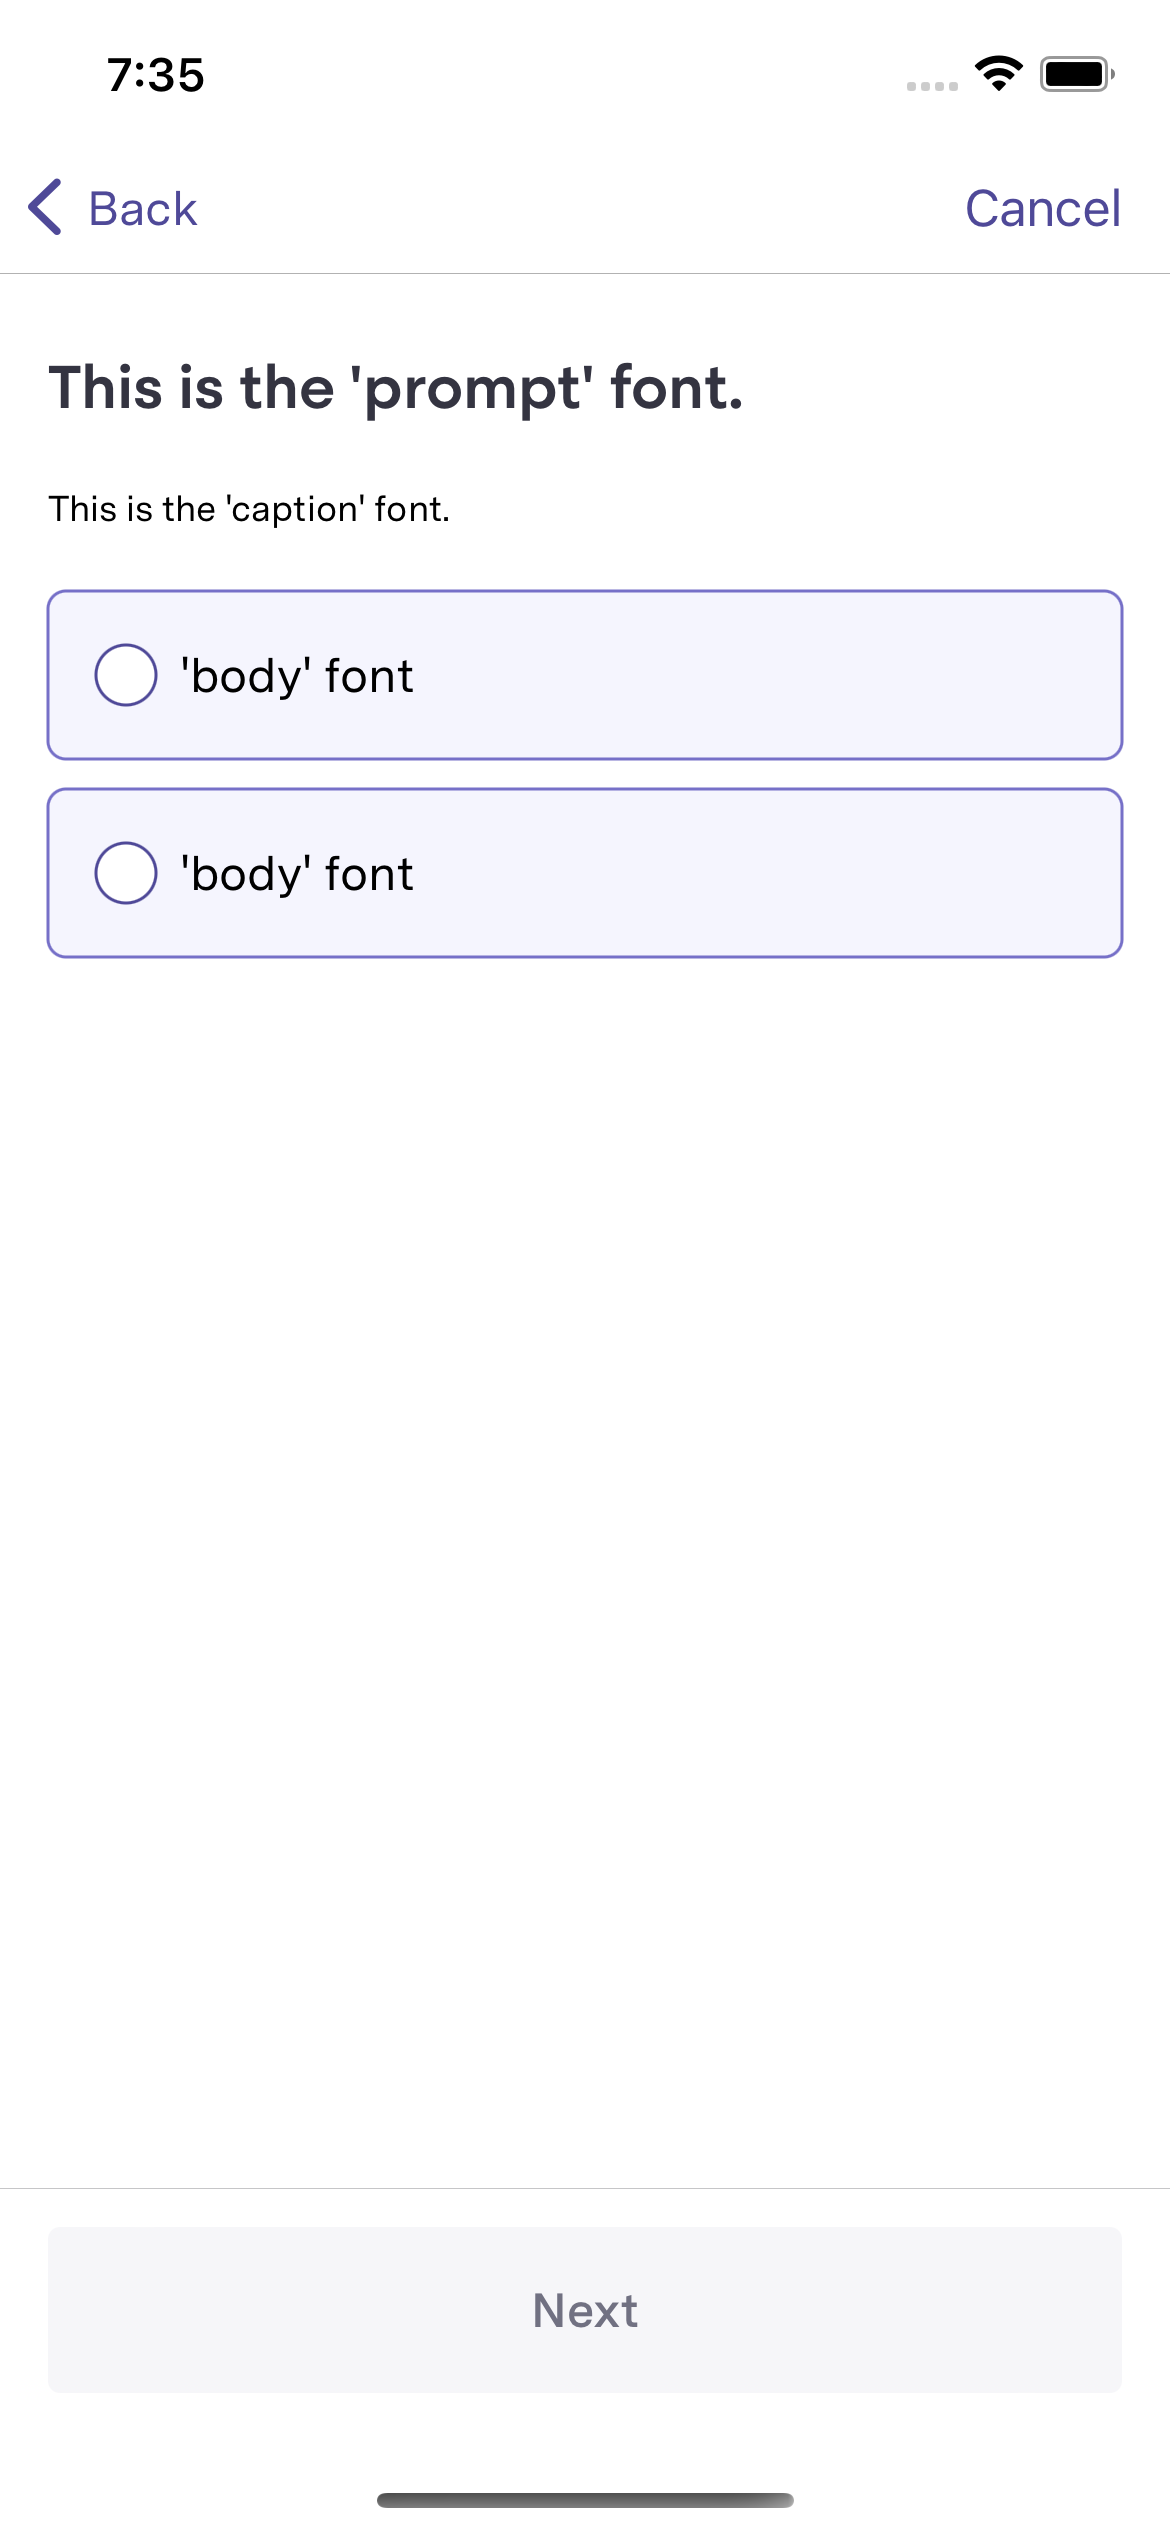 7:35
Back
Cancel
This is the 'prompt' font.
This is the 'caption' font.
'body' font
'body' font
Next